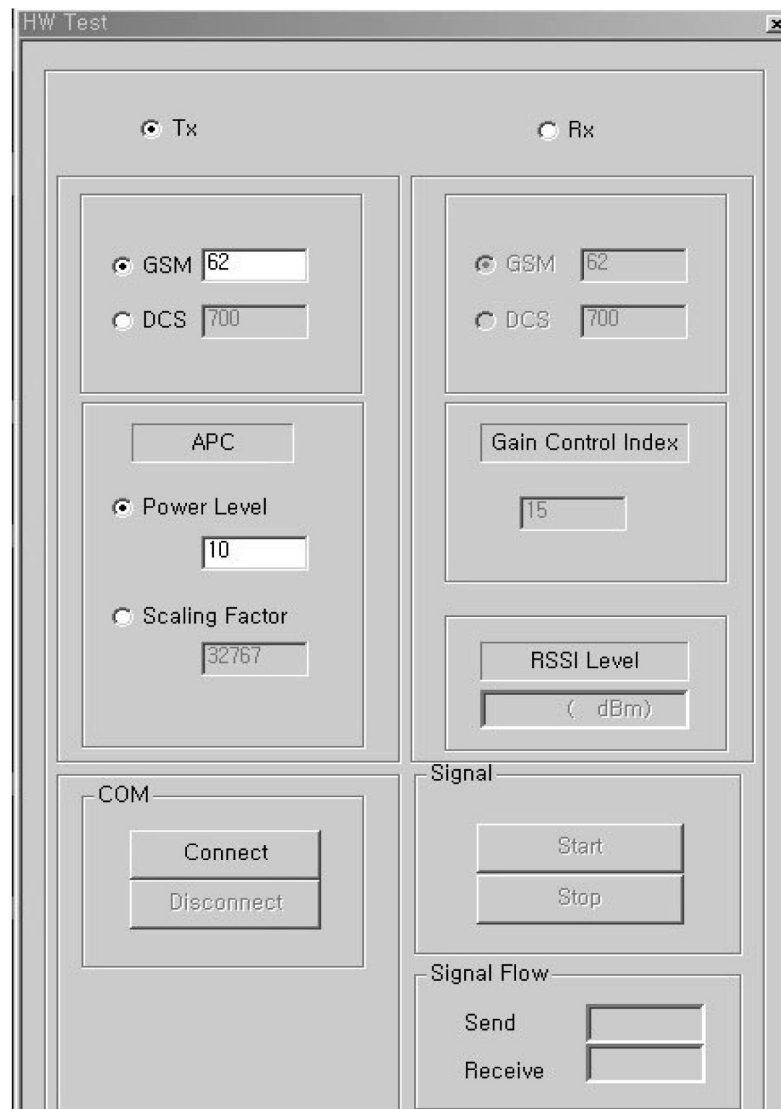 HW Test
Tx
Rx
GSM 62
DCS 700
GSM 62
DCS 700
APC
Power Level
10
Scaling Factor
32767
Gain Control Index
15
RSSI Level
( dBm)
COM
Connect
Disconnect
Signal
Start
Stop
Signal Flow
Send
Receive